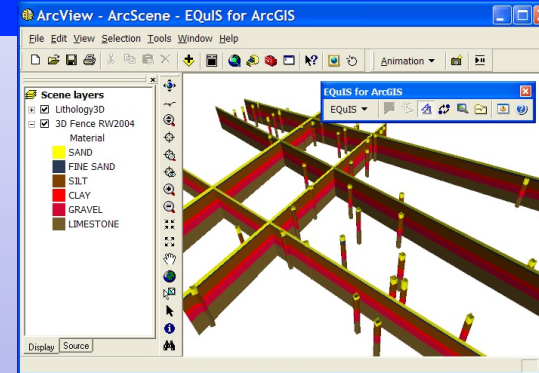 ArcView - ArcScene - EQuIS for ArcGIS
File Edit View Selection Tools Window Help
Animation
EQuIS for ArcGIS
EQuIS
Scene layers
Lithology3D
3D Fence RW2004
Material
SAND
FINE SAND
SILT
CLAY
GRAVEL
LIMESTONE
Display Source